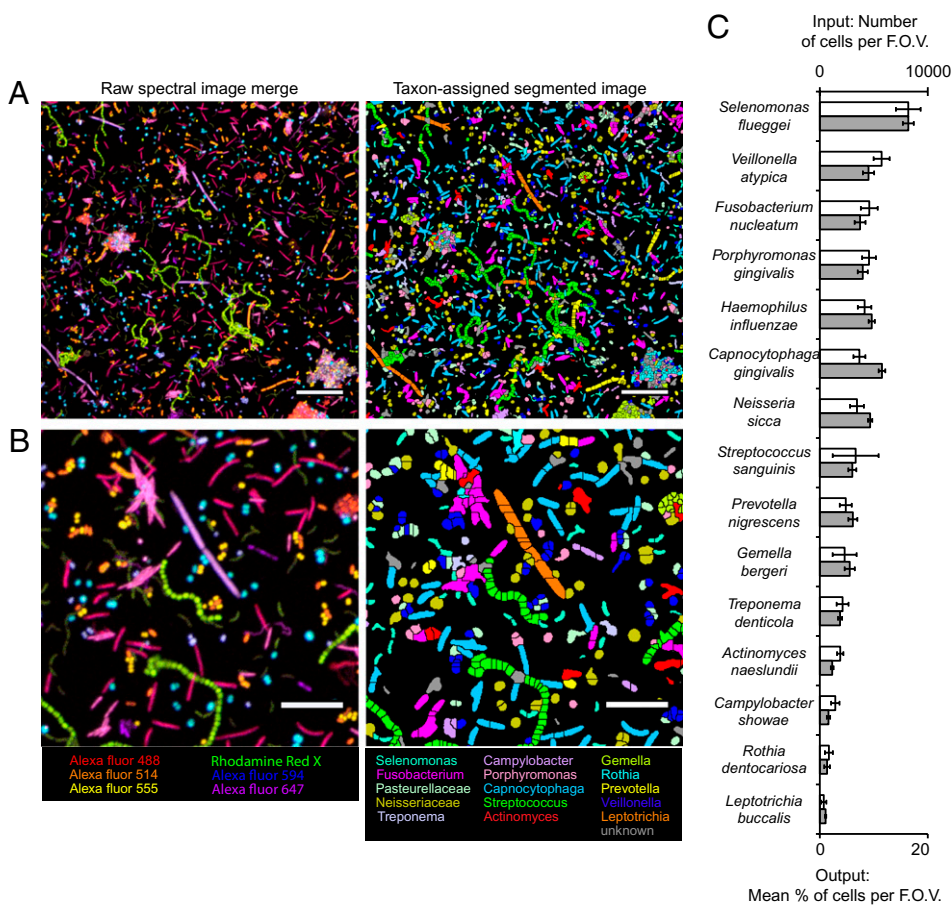 A
Raw spectral image merge
Taxon-assigned segmented image
B
Alexa fluor 488
Alexa fluor 514
Alexa fluor 555
Rhodamine Red X
Alexa fluor 594
Alexa fluor 647
Selenomonas
Fusobacterium
Pasteurellaceae
Neisseriaceae
Treponema
Campylobacter
Porphyromonas
Capnocytophaga
Streptococcus
Actinomyces
Gemella
Rothia
Prevotella
Veillonella
Leptotrichia
unknown
C
Input: Number
of cells per F.O.V.
0 10000
Selenomonas
flueggei
Veillonella
atypica
Fusobacterium
nucleatum
Porphyromonas
gingivalis
Haemophilus
influenzae
Capnocytophaga
gingivalis
Neisseria
sicca
Streptococcus
sanguinis
Prevotella
nigrescens
Gemella
bergeri
Treponema
denticola
Actinomyces
naeslundii
Campylobacter
showae
Rothia
dentocariosa
Leptotrichia
buccalis
0 20
Output:
Mean % of cells per F.O.V.